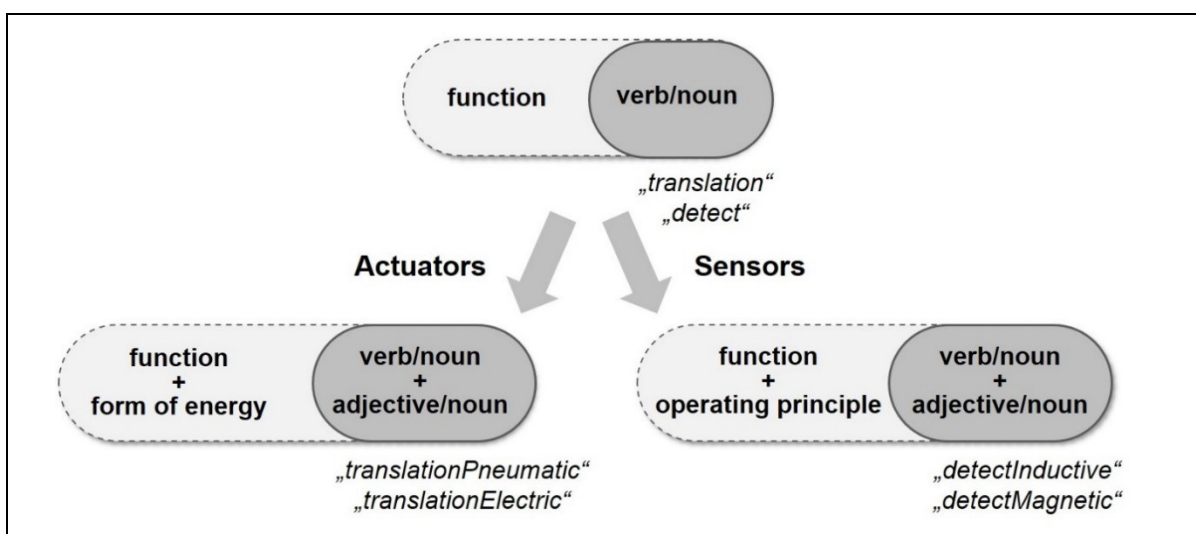 function
verb/noun
„translation“
„detect“
Actuators
Sensors
function
+
form of energy
verb/noun
+
adjective/noun
function
+
operating principle
verb/noun
+
adjective/noun
„translationPneumatic“
„translationElectric“
„detectInductive“
„detectMagnetic“